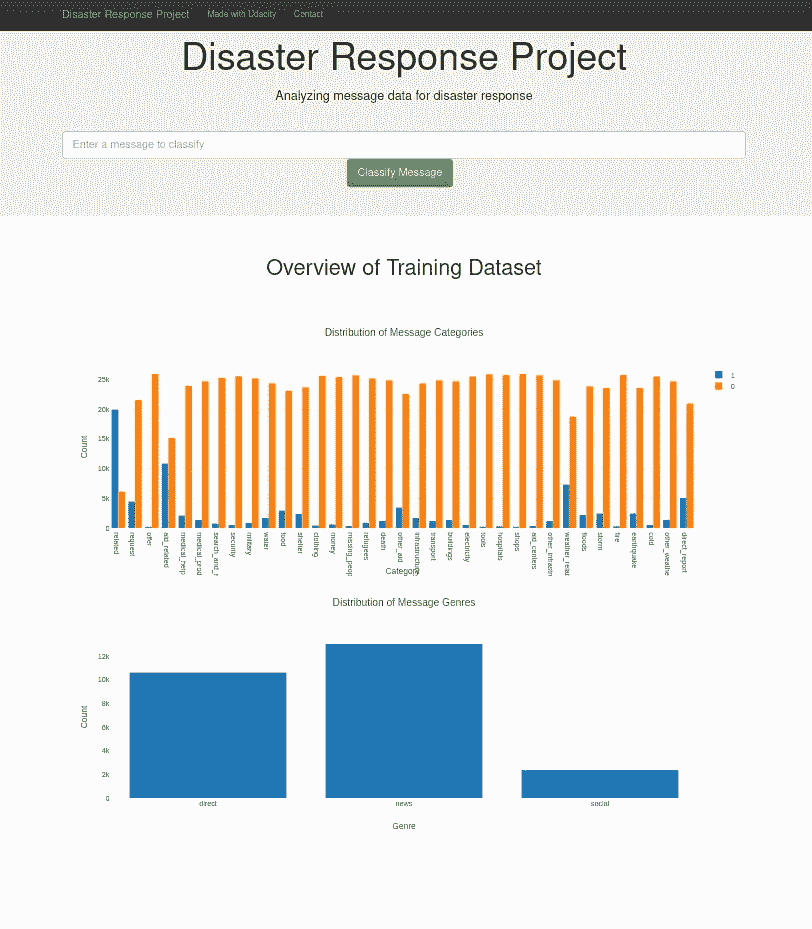 Disaster Response Project Made with Udacity Contact
Disaster Response Project
Analyzing message data for disaster response
Enter a message to classify
Classify Message
Overview of Training Dataset
Distribution of Message Categories
1
0
25k
20k
15k
10k
5k
0
Count
related
request
offer
aid_related
medical_help
medical_prod
search_and_r
security
military
water
food
shelter
clothing
money
missing_peop
refugees
death
other_aid
infrastructure
transport
buildings
electricity
tools
hospitals
shops
aid_centers
other_infrastr
weather_relat
floods
storm
fire
earthquake
cold
other_weathe
direct_report
Category
Distribution of Message Genres
12k
10k
8k
6k
4k
2k
0
Count
direct
news
social
Genre